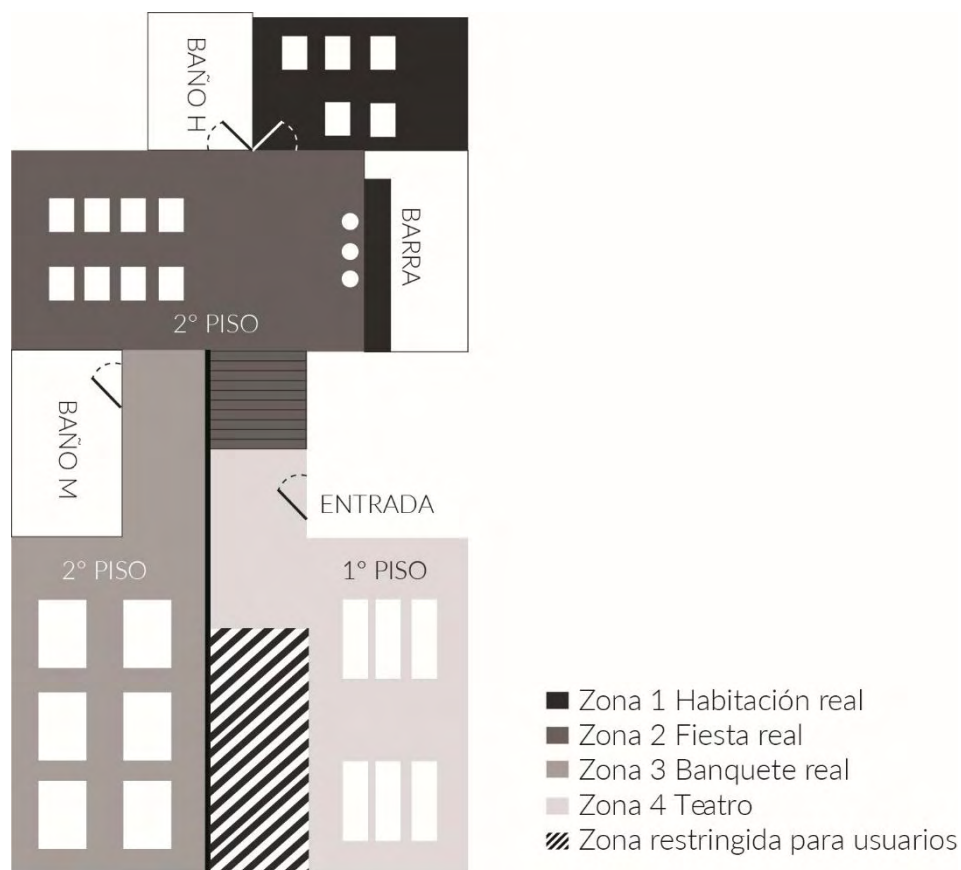 BAÑO H
BARRA
2° PISO
BAÑO M
ENTRADA
2° PISO
1° PISO
Zona 1 Habitación real
Zona 2 Fiesta real
Zona 3 Banquete real
Zona 4 Teatro
Zona restringida para usuarios